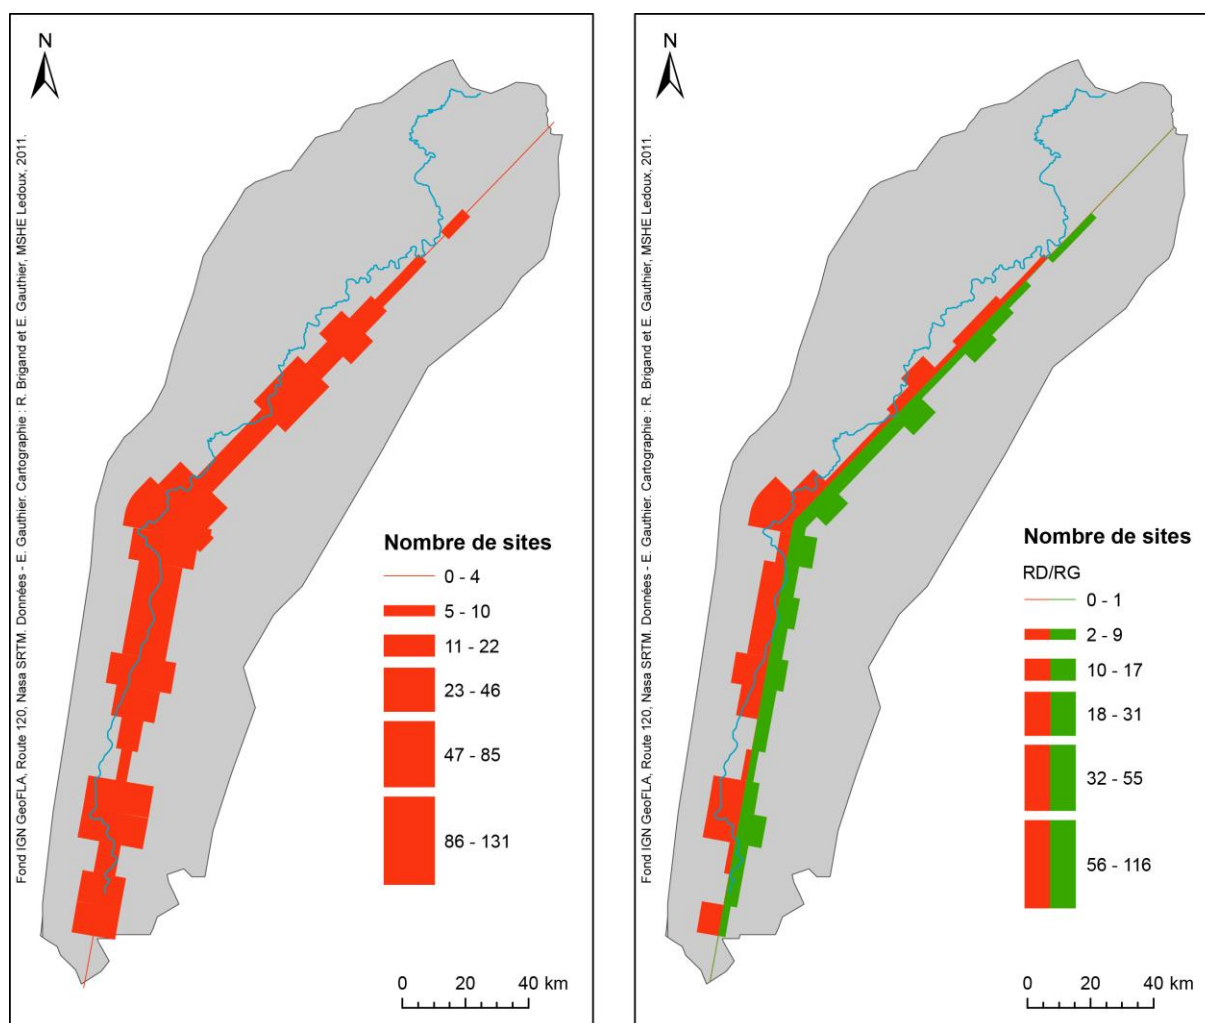 N
Fond IGN GeoFLA, Route 120, Nasa SRTM. Données - E. Gauthier. Cartographie : R. Brigand et E. Gauthier, MSHE Ledoux, 2011.
Nombre de sites
0 - 4
5 - 10
11 - 22
23 - 46
47 - 85
86 - 131
0 20 40 km
N
Fond IGN GeoFLA, Route 120, Nasa SRTM. Données - E. Gauthier. Cartographie : R. Brigand et E. Gauthier, MSHE Ledoux, 2011.
Nombre de sites
RD/RG
0 - 1
2 - 9
10 - 17
18 - 31
32 - 55
56 - 116
0 20 40 km